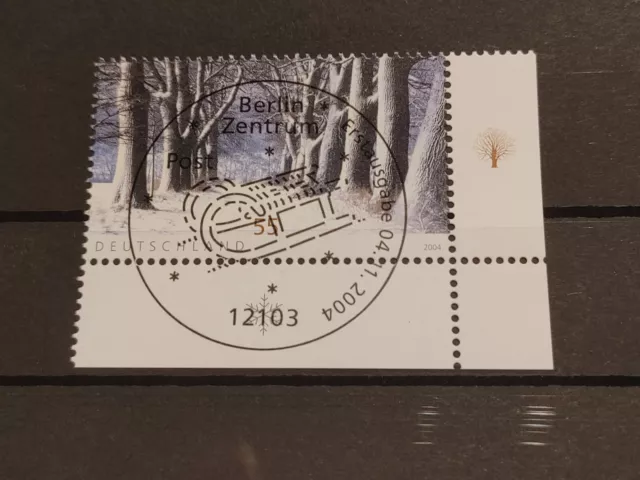 Berlin
Zentrum
Post
Erstausgabe 04.11.2004
55
DEUTSCHLAND
2004
12103